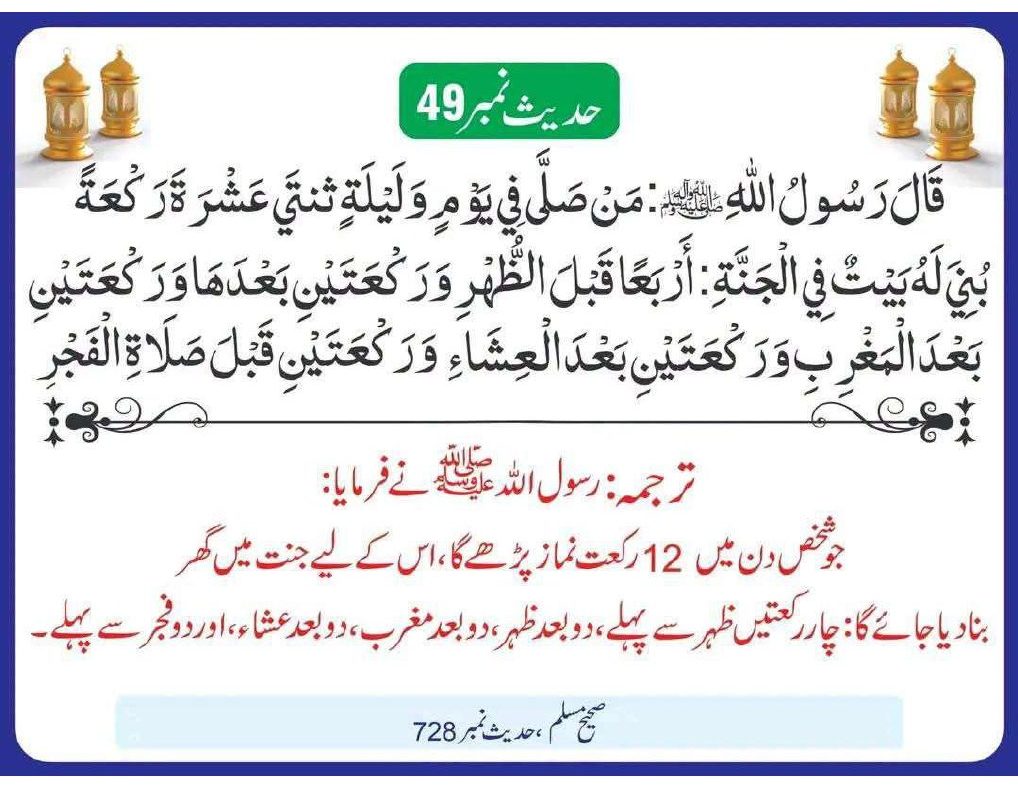 حدیث نمبر 49
قَالَ رَسُولُ اللهِ ﷺ: مَنْ صَلَّى فِي يَوْمٍ وَلَيْلَةٍ ثنتَي عَشْرَةَ رَكْعَةً
بُنِيَ لَهُ بَيْتٌ فِي الْجَنَّةِ: أَرْبَعًا قَبْلَ الظُّهْرِ وَرَكْعَتَيْنِ بَعْدَهَا وَرَكْعَتَيْنِ
بَعْدَ الْمَغْرِبِ وَرَكْعَتَيْنِ بَعْدَ الْعِشَاءِ وَرَكْعَتَيْنِ قَبْلَ صَلَاةِ الْفَجْرِ
ترجمہ: رسول اللہ ﷺ نے فرمایا:
جو شخص دن میں 12 رکعت نماز پڑھے گا، اس کے لیے جنت میں گھر
بنا دیا جائے گا: چار رکعتیں ظہر سے پہلے، دو بعد ظہر، دو بعد مغرب، دو بعد عشاء، اور دو فجر سے پہلے۔
صحیح مسلم، حدیث نمبر 728